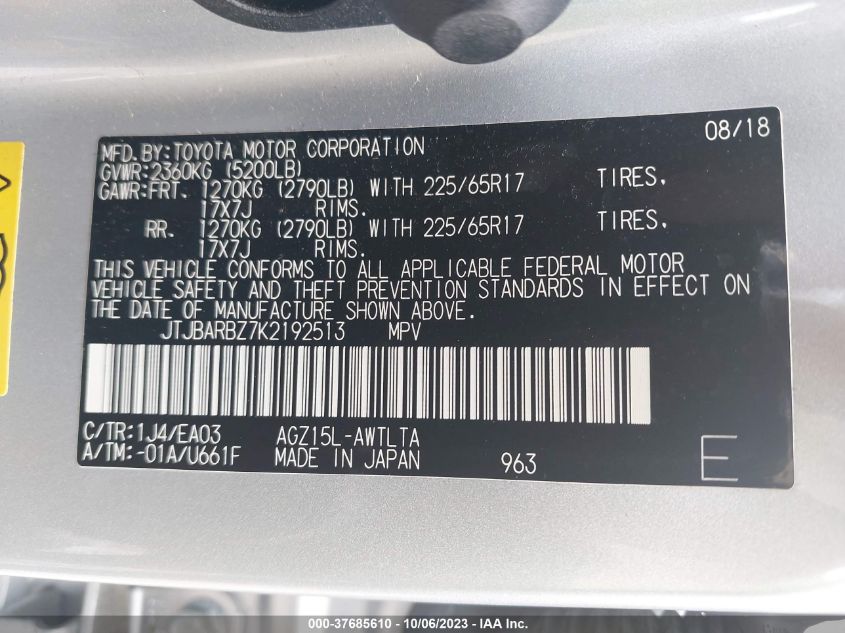 08/18
MFD.BY:TOYOTA MOTOR CORPORATION
GVWR:2360KG (5200LB)
GAWR:FRT. 1270KG (2790LB) WITH 225/65R17 TIRES,
17X7J RIMS.
RR. 1270KG (2790LB) WITH 225/65R17 TIRES,
17X7J RIMS.
THIS VEHICLE CONFORMS TO ALL APPLICABLE FEDERAL MOTOR
VEHICLE SAFETY AND THEFT PREVENTION STANDARDS IN EFFECT ON
THE DATE OF MANUFACTURE SHOWN ABOVE.
JTJBARBZ7K2192513 MPV
C/TR:1J4/EA03 AGZ15L-AWTLTA
A/TM:-01A/U661F MADE IN JAPAN 963 E
000-37685610 - 10/06/2023 - IAA Inc.